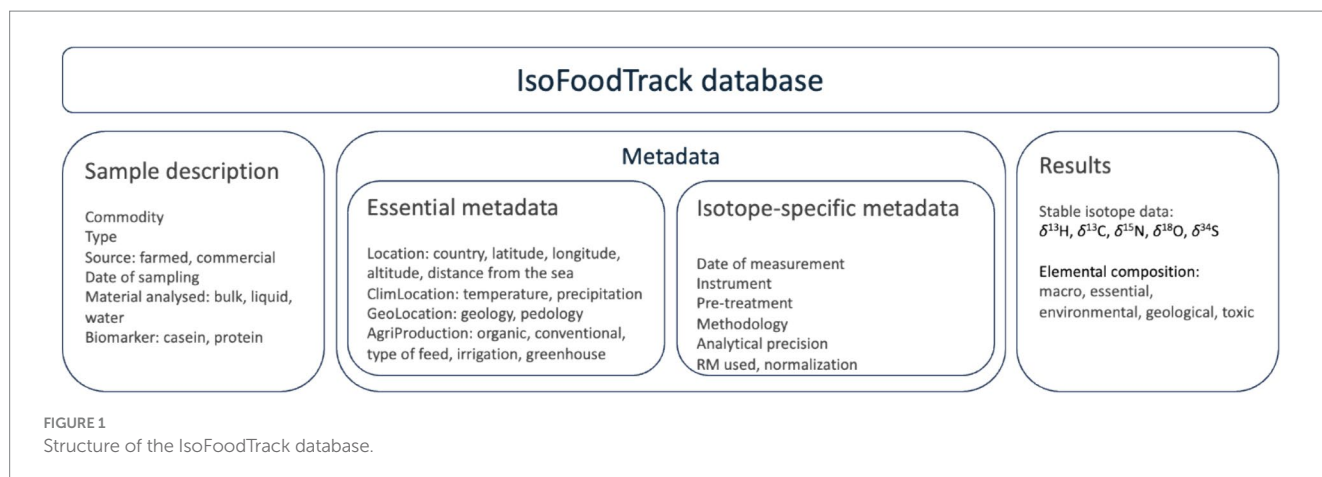 IsoFoodTrack database
Sample description
Commodity
Type
Source: farmed, commercial
Date of sampling
Material analysed: bulk, liquid,
water
Biomarker: casein, protein
Metadata
Essential metadata
Location: country, latitude, longitude,
altitude, distance from the sea
ClimLocation: temperature, precipitation
GeoLocation: geology, pedology
AgriProduction: organic, conventional,
type of feed, irrigation, greenhouse
Isotope-specific metadata
Date of measurement
Instrument
Pre-treatment
Methodology
Analytical precision
RM used, normalization
Results
Stable isotope data:
δ¹³H, δ¹³C, δ¹⁵N, δ¹⁸O, δ³⁴S
Elemental composition:
macro, essential,
environmental, geological, toxic
FIGURE 1
Structure of the IsoFoodTrack database.